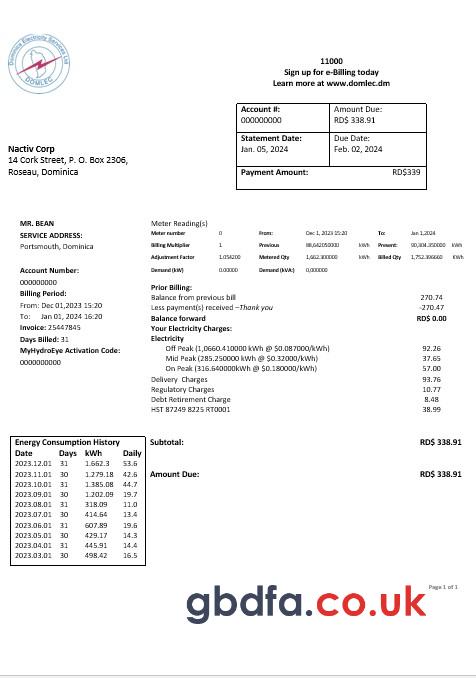 Dominica Electricity Services Ltd
DOMLEC
11000
Sign up for e-Billing today
Learn more at www.domlec.dm
Account #:
000000000
Amount Due:
RD$ 338.91
Statement Date:
Jan. 05, 2024
Due Date:
Feb. 02, 2024
Payment Amount: RD$339
Nactiv Corp
14 Cork Street, P. O. Box 2306,
Roseau, Dominica
MR. BEAN
SERVICE ADDRESS:
Portsmouth, Dominica
Account Number:
00000000
Billing Period:
From: Dec 01,2023 15:20
To: Jan 01, 2024 16:20
Invoice: 25447845
Days Billed: 31
MyHydroEye Activation Code:
00000000
Meter Reading(s)
Meter number 0 From: Dec 1, 2023 15:20 To: Jan 1,2024
Billing Multiplier 1. Previous 88,642050000 kWh Present: 90,304.350000 kWh
Adjustment Factor 1.054200 Metered Qty 1,662.300000 kWh Billed Qty 1,752.396660 KWh
Demand (kW) 0.00000 Demand (kVA) 0,000000
Prior Billing:
Balance from previous bill 270.74
Less payment(s) received –Thank you -270.47
Balance forward RD$ 0.00
Your Electricity Charges:
Electricity
Off Peak (1,0660.410000 kWh @ $0.087000/kWh) 92.26
Mid Peak (285.250000 kWh @ $0.32000/kWh) 37.65
On Peak (316.640000kWh @ $0.180000/kWh) 57.00
Delivery Charges 93.76
Regulatory Charges 10.77
Debt Retirement Charge 8.48
HST 87249 8225 RT0001 38.99
Energy Consumption History
Date Days kWh Daily
2023.12.01 31 1.662.3 53.6
2023.11.01 30 1.279.18 42.6
2023.10.01 31 1.385.08 44.7
2023.09.01 30 1.202.09 19.7
2023.08.01 31 318.09 11.0
2023.07.01 30 414.64 13.4
2023.06.01 31 607.89 19.6
2023.05.01 30 429.17 14.3
2023.04.01 31 445.91 14.4
2023.03.01 30 498.42 16.5
Subtotal: RD$ 338.91
Amount Due: RD$ 338.91
Page 1 of 1
gbdfa.co.uk